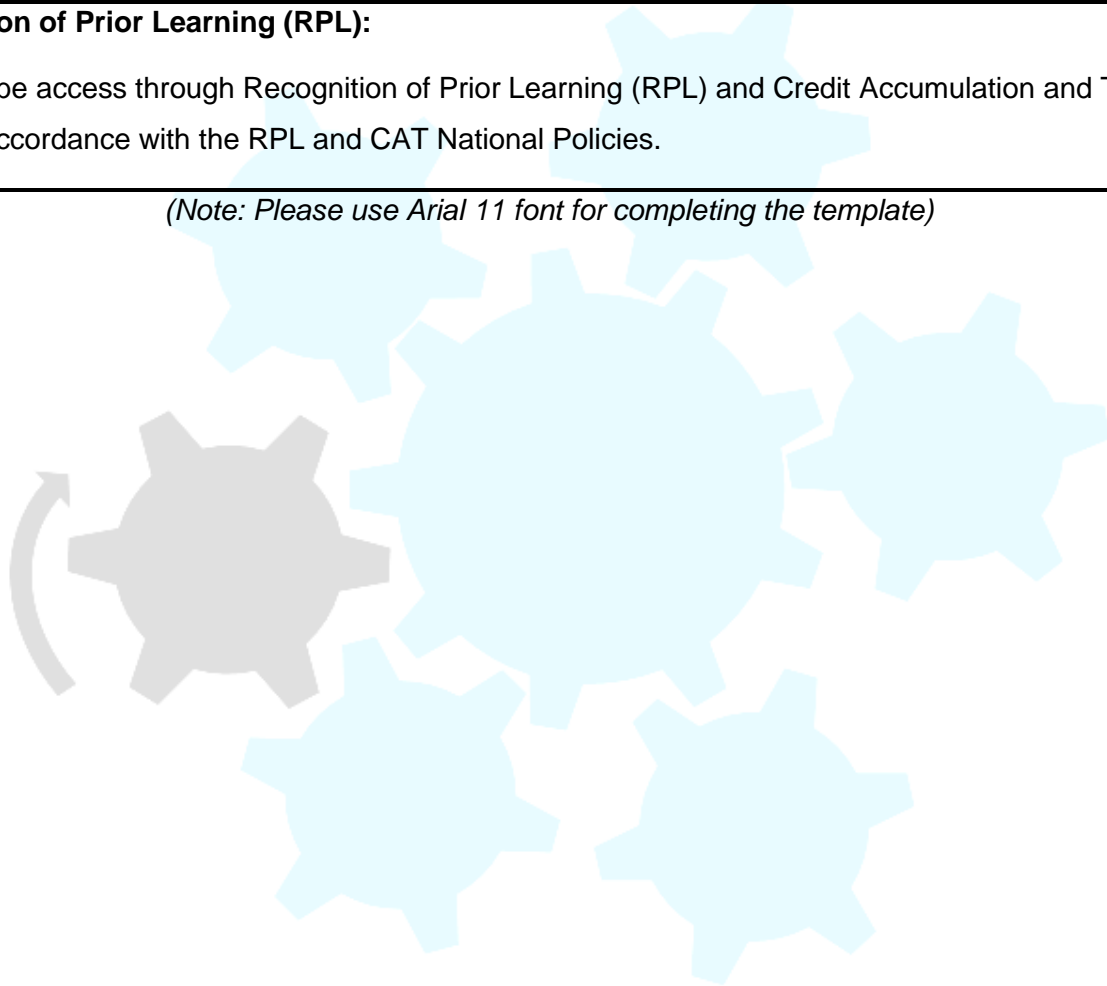 on of Prior Learning (RPL):
be access through Recognition of Prior Learning (RPL) and Credit Accumulation and T
ccordance with the RPL and CAT National Policies.
(Note: Please use Arial 11 font for completing the template)